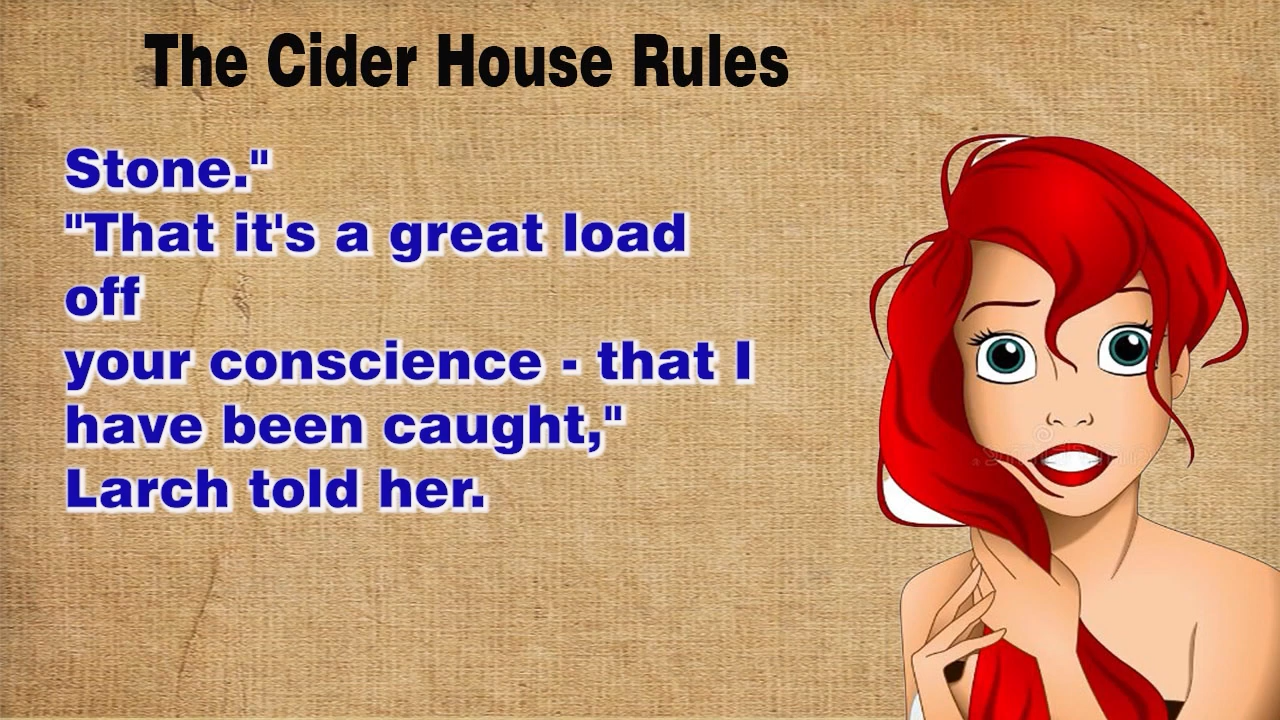 The Cider House Rules
Stone."
"That it's a great load
off
your conscience - that I
have been caught,"
Larch told her.